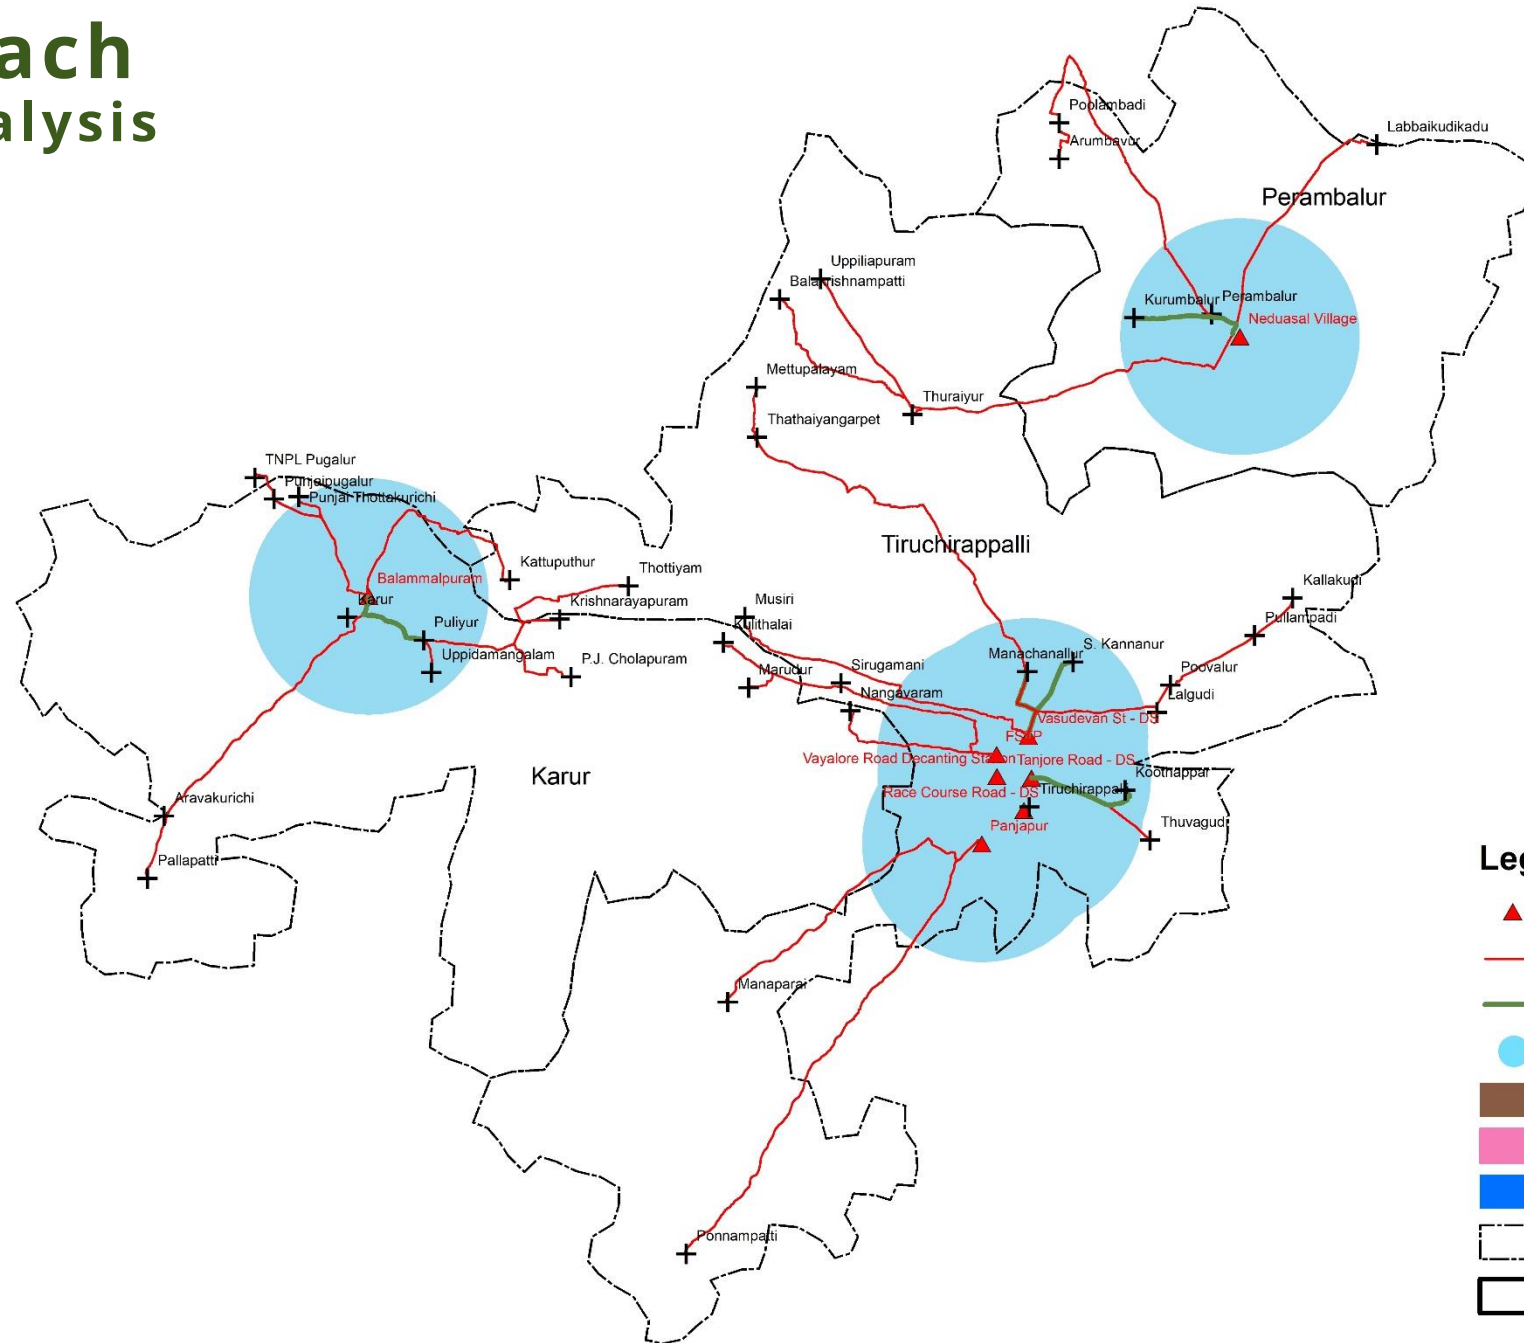 ach
alysis
Poolambadi
Labbaikudikadu
Arumbavur
Perambalur
Uppiliapuram
Balakrishnampatti
Kurumbalur
Perambalur
Neduasal Village
Mettupalayam
Thuraiyur
Thathaiyangarpet
TNPL Pugalur
Punjaipugalur
Punjai Thottakurichi
Tiruchirappalli
Kattuputhur
Thottiyam
Balammalpuram
Karur
Krishnarayapuram
Musiri
Kallakudi
Puliyur
Kulithalai
Pullampadi
Uppidamangalam
P.J. Cholapuram
Marudur
Sirugamani
Manachanallur
S. Kannanur
Poovalur
Nangavaram
Lalgudi
Vasudevan St - DS
FSTP
Vayalore Road Decanting Station
Tanjore Road - DS
Karur
Koothappar
Race Course Road - DS
Tiruchirappalli
Aravakurichi
Panjapur
Thuvagudi
Pallapatti
Leg
Manaparai
Ponnampatti